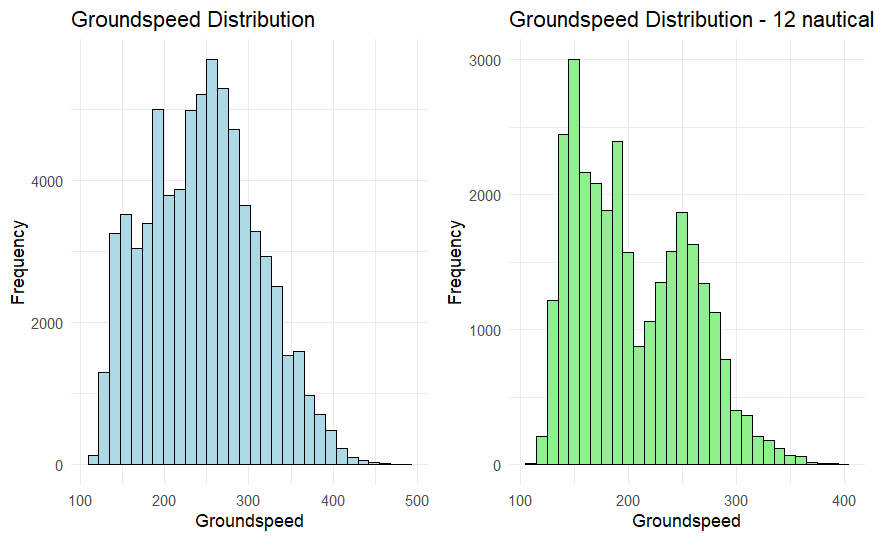 Groundspeed Distribution
Frequency
4000
2000
0
100 200 300 400 500
Groundspeed
Groundspeed Distribution - 12 nautical
Frequency
3000
2000
1000
0
100 200 300 400
Groundspeed